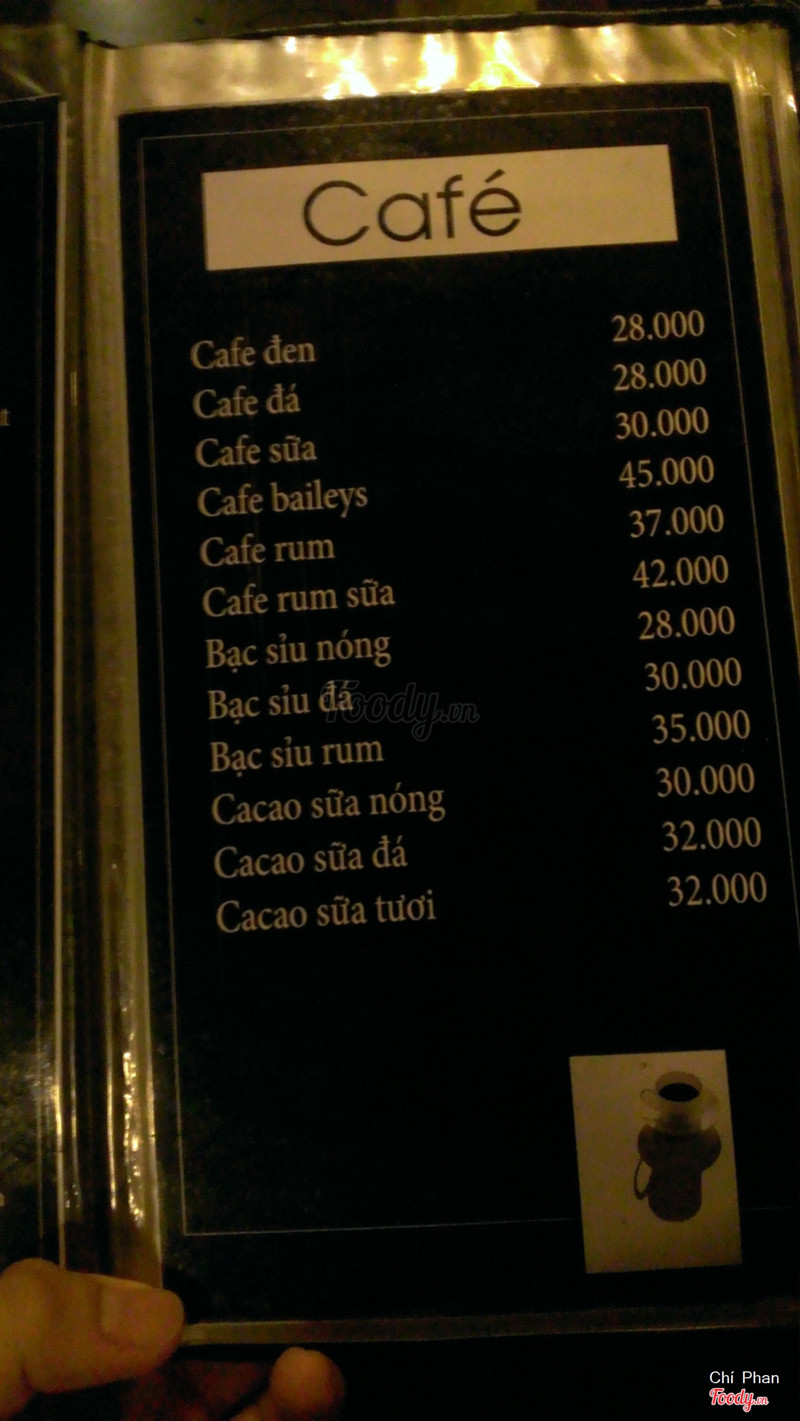 Café
Cafe đen 28.000
Cafe đá 28.000
Cafe sữa 30.000
Cafe baileys 45.000
Cafe rum 37.000
Cafe rum sữa 42.000
Bạc sỉu nóng 28.000
Bạc sỉu đá 30.000
Bạc sỉu rum 35.000
Cacao sữa nóng 30.000
Cacao sữa đá 32.000
Cacao sữa tươi 32.000
Foody.vn
Chí Phan
Foody.vn